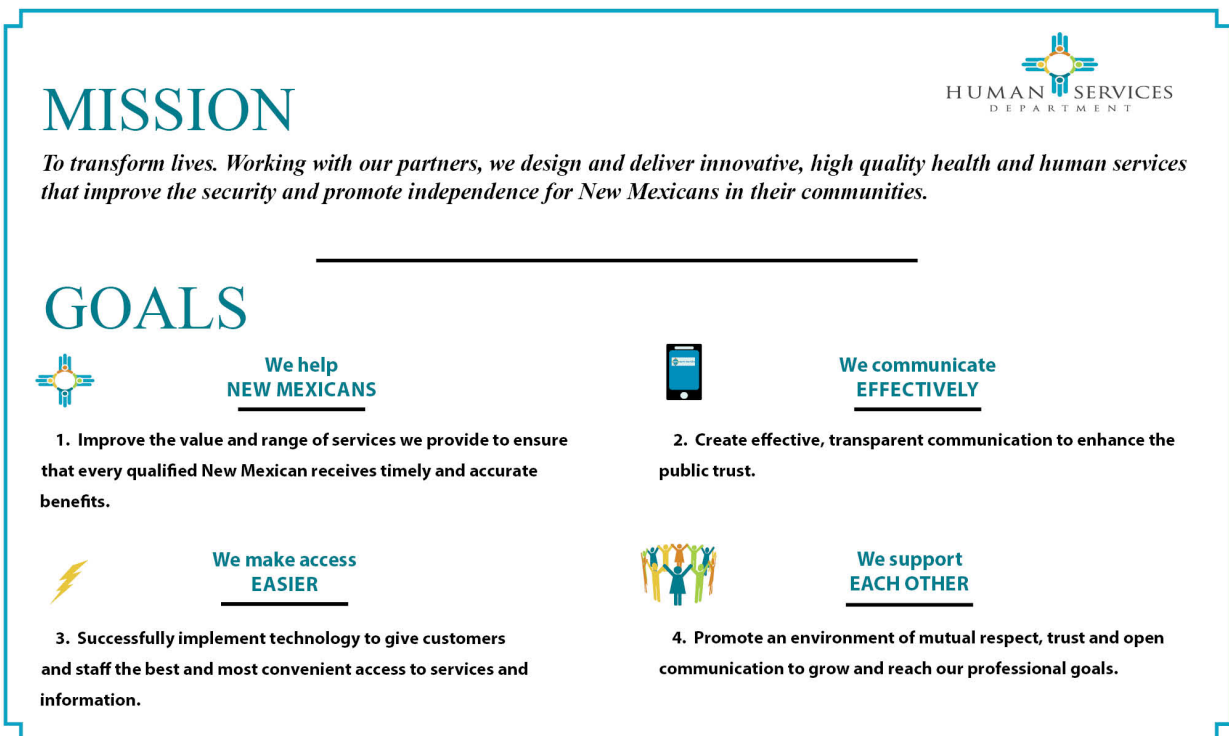 HUMAN SERVICES
DEPARTMENT
MISSION
To transform lives. Working with our partners, we design and deliver innovative, high quality health and human services
that improve the security and promote independence for New Mexicans in their communities.
GOALS
We help
NEW MEXICANS
1. Improve the value and range of services we provide to ensure
that every qualified New Mexican receives timely and accurate
benefits.
We communicate
EFFECTIVELY
2. Create effective, transparent communication to enhance the
public trust.
We make access
EASIER
3. Successfully implement technology to give customers
and staff the best and most convenient access to services and
information.
We support
EACH OTHER
4. Promote an environment of mutual respect, trust and open
communication to grow and reach our professional goals.